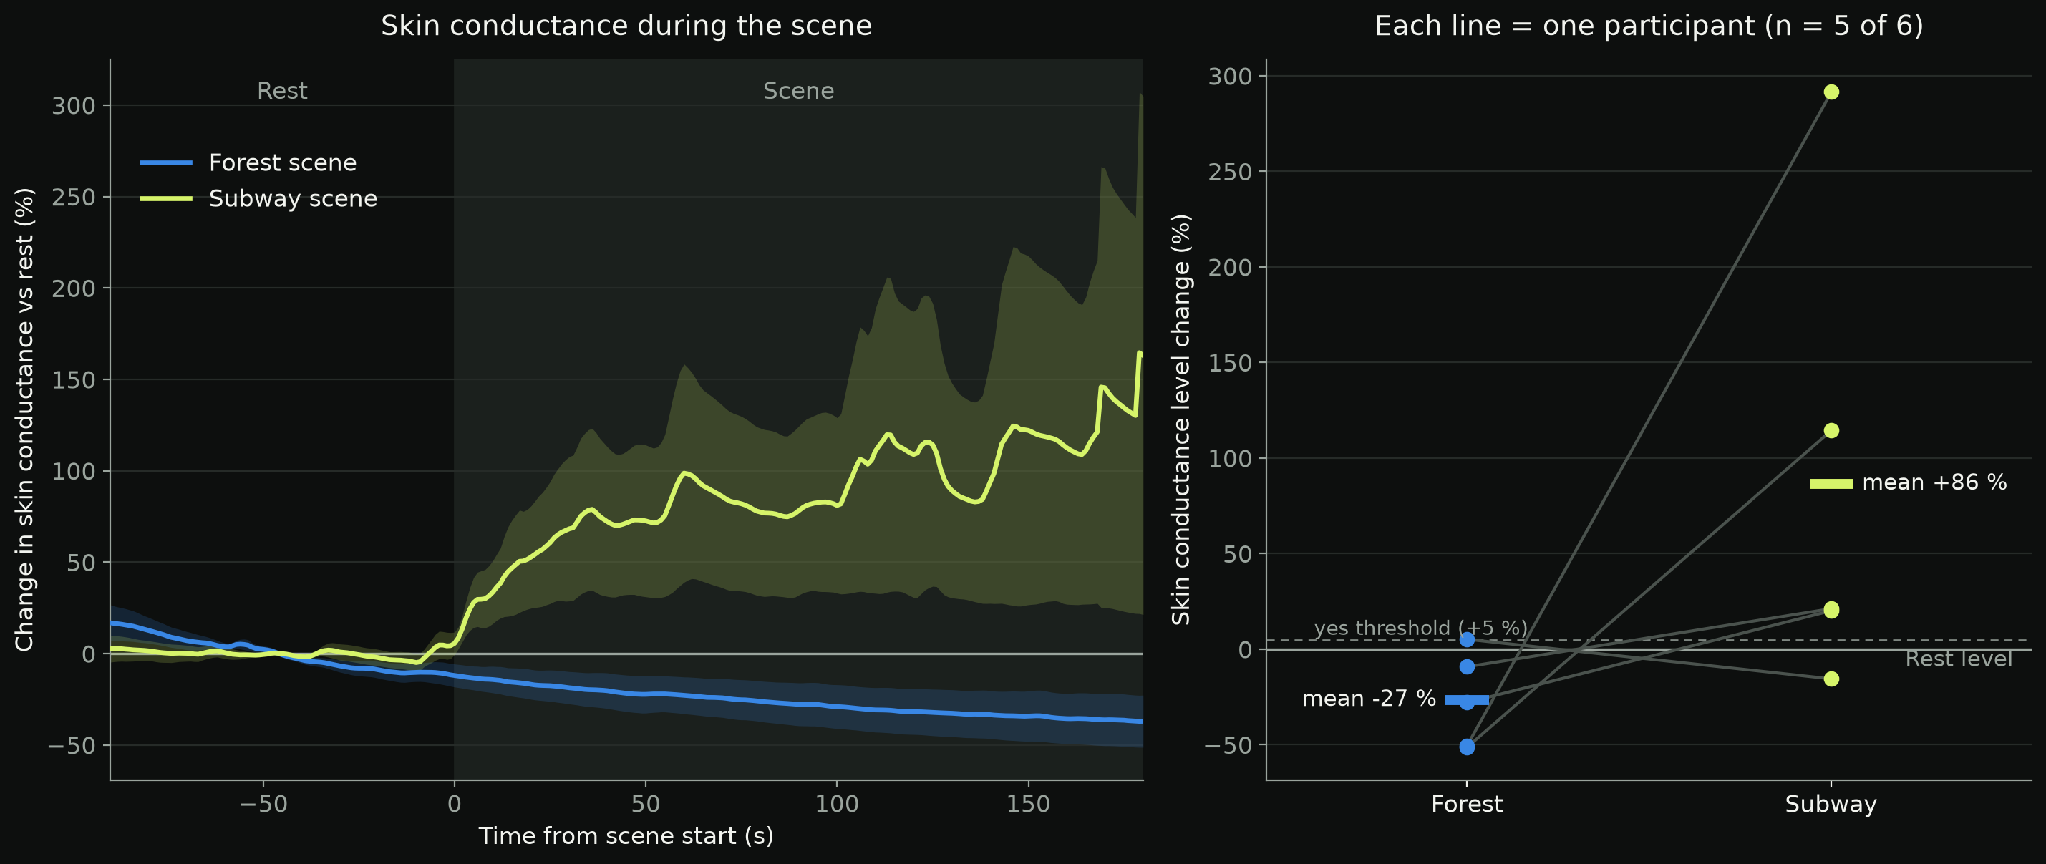 Skin conductance during the scene
Rest
Scene
Forest scene
Subway scene
Change in skin conductance vs rest (%)
300
250
200
150
100
50
0
−50
−50
0
50
100
150
Time from scene start (s)
Each line = one participant (n = 5 of 6)
Skin conductance level change (%)
300
250
200
150
100
50
0
−50
mean +86 %
yes threshold (+5 %)
Rest level
mean -27 %
Forest
Subway